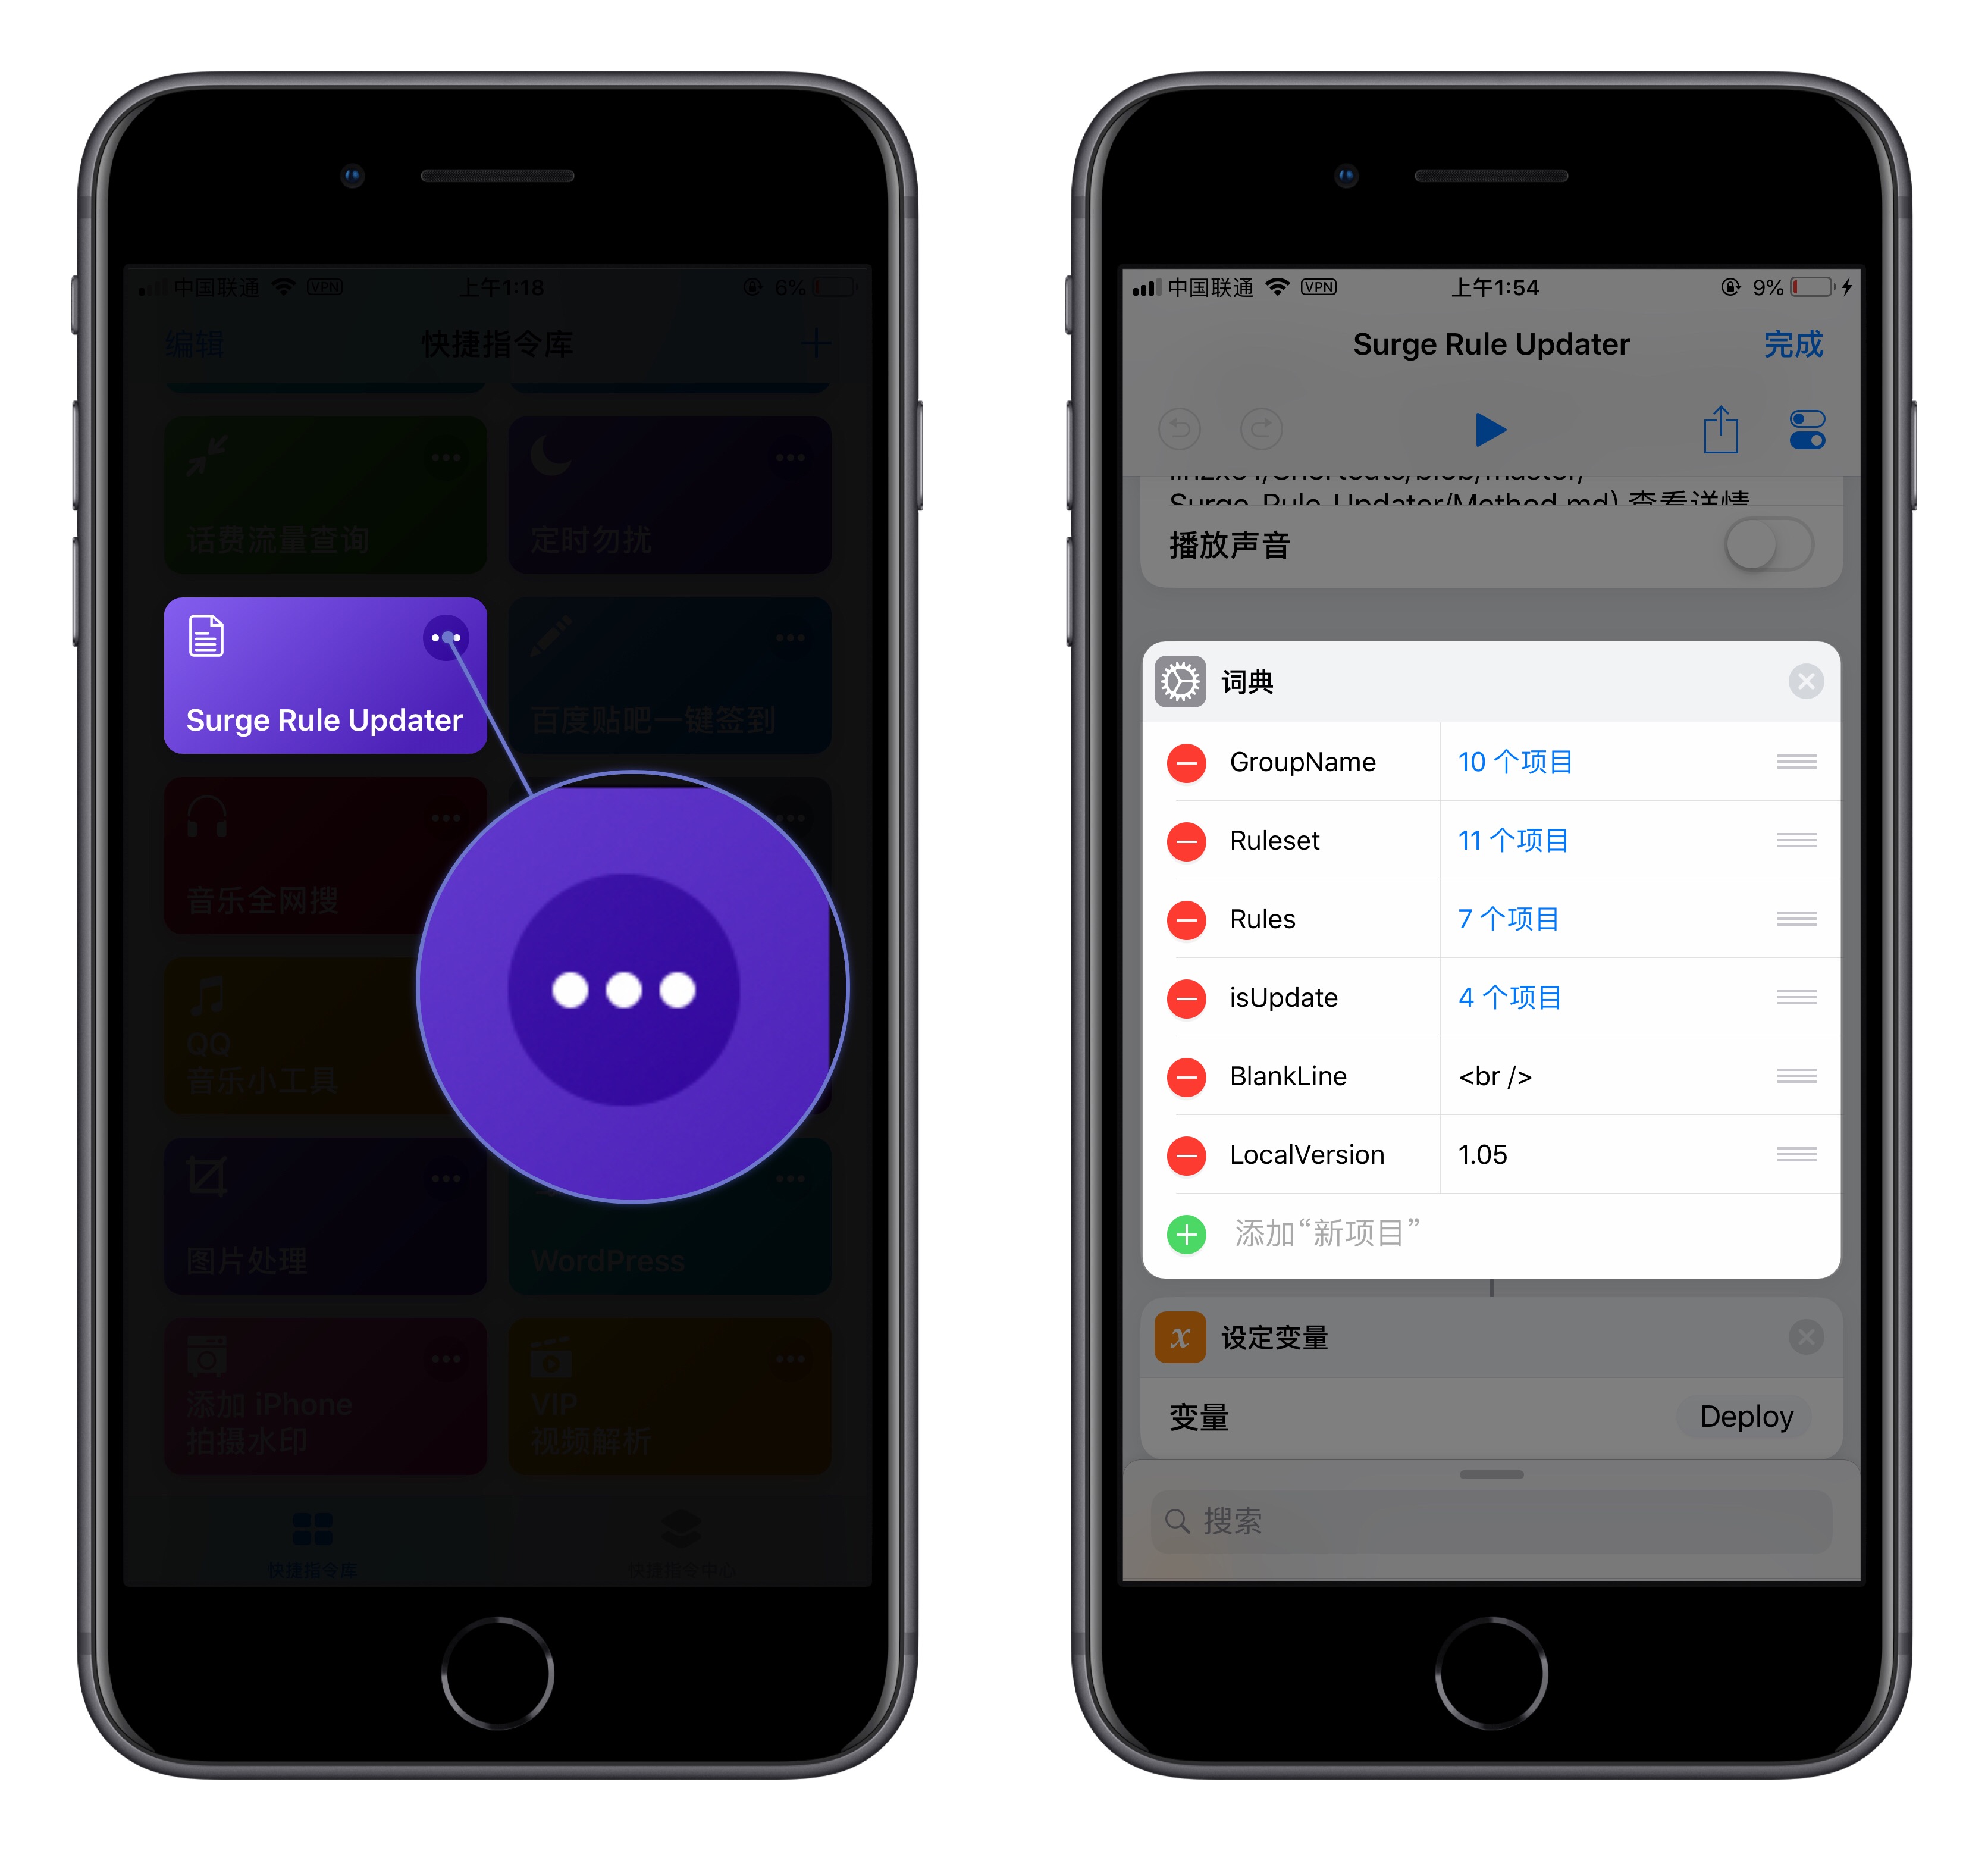 中国联通 VPN 上午1:18 6%
编辑 快捷指令库
话费流量查询 定时勿扰
Surge Rule Updater 百度贴吧一键签到
音乐全网搜
QQ
音乐小工具
图片处理 WordPress
添加 iPhone
拍摄水印
VIP
视频解析
快捷指令库 快捷指令中心
中国联通 VPN 上午1:54 9%
Surge Rule Updater 完成
Surge_Rule_Updater/Method.md) 查看详情
播放声音
词典
GroupName 10 个项目
Ruleset 11 个项目
Rules 7 个项目
isUpdate 4 个项目
BlankLine <br />
LocalVersion 1.05
添加“新项目”
x 设定变量
变量 Deploy
搜索